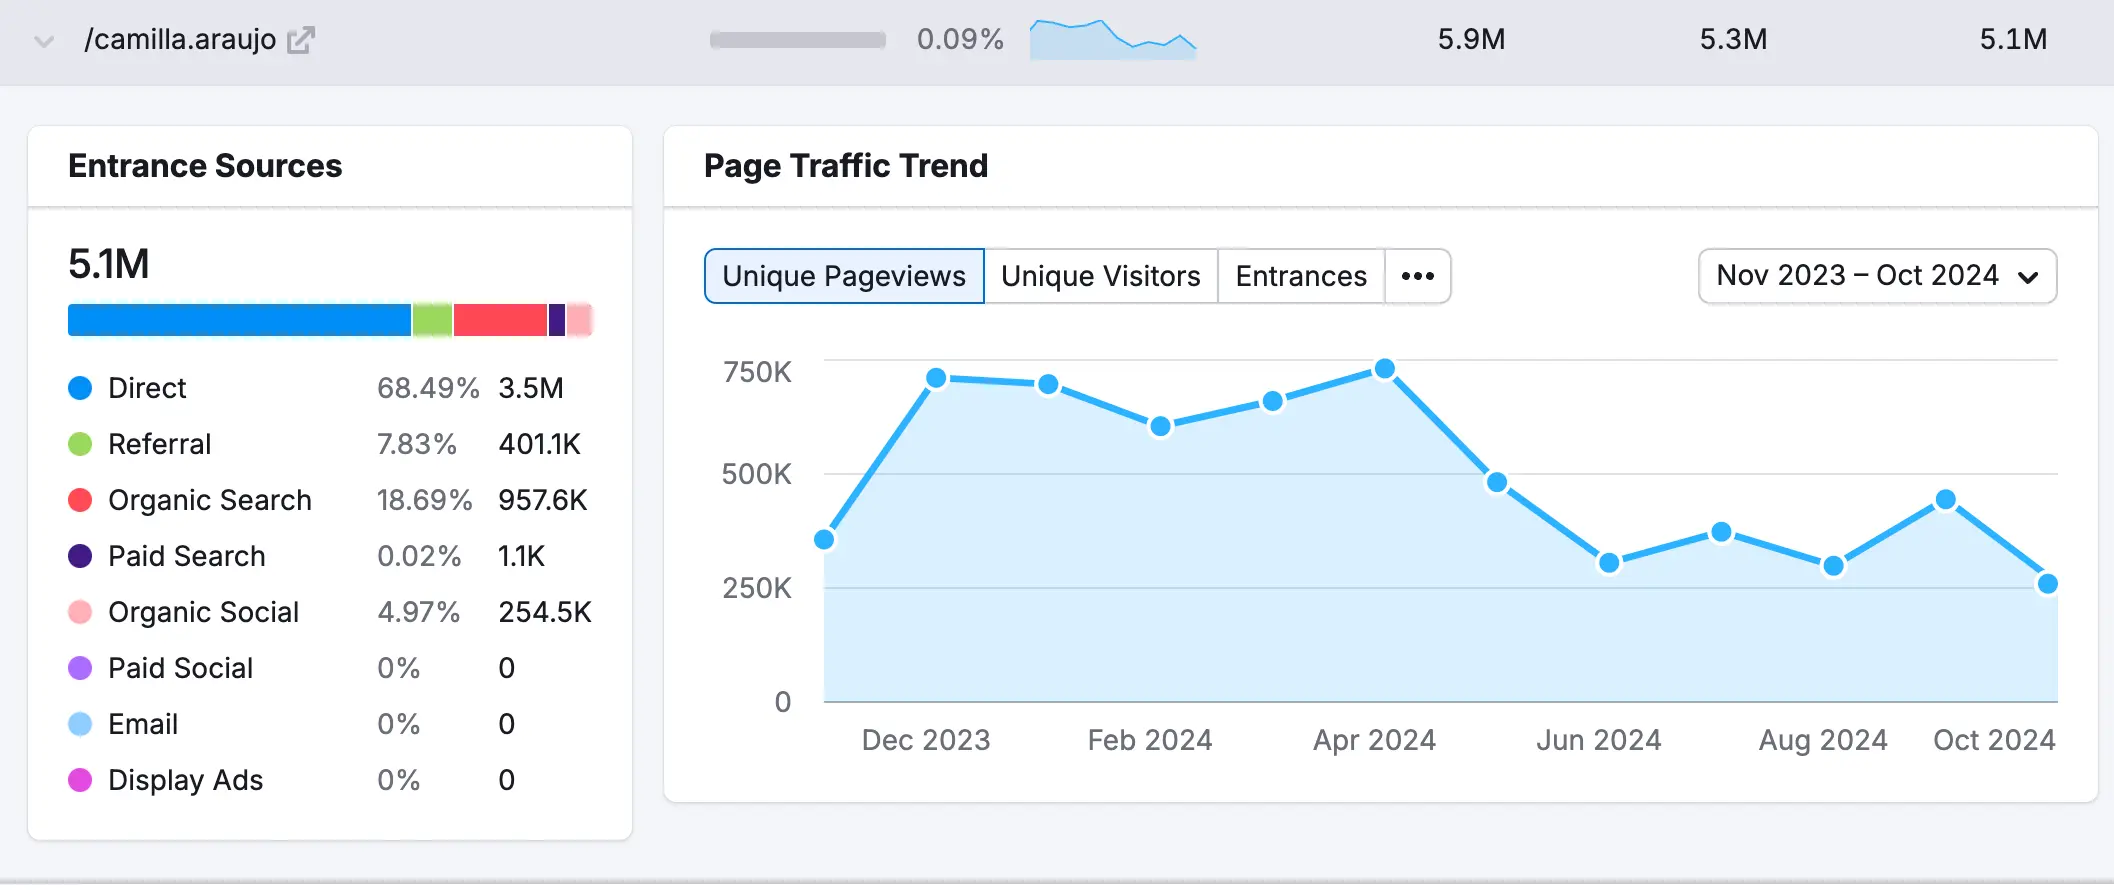 /camilla.araujo 0.09% 5.9M 5.3M 5.1M
Entrance Sources
5.1M
Direct 68.49% 3.5M
Referral 7.83% 401.1K
Organic Search 18.69% 957.6K
Paid Search 0.02% 1.1K
Organic Social 4.97% 254.5K
Paid Social 0% 0
Email 0% 0
Display Ads 0% 0
Page Traffic Trend
Unique Pageviews Unique Visitors Entrances ••• Nov 2023 – Oct 2024
750K
500K
250K
0
Dec 2023 Feb 2024 Apr 2024 Jun 2024 Aug 2024 Oct 2024